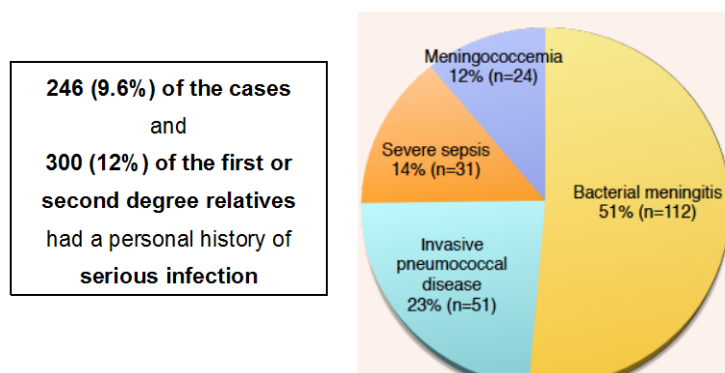 246 (9.6%) of the cases
and
300 (12%) of the first or
second degree relatives
had a personal history of
serious infection
Meningococcemia
12% (n=24)
Severe sepsis
14% (n=31)
Bacterial meningitis
51% (n=112)
Invasive
pneumococcal
disease
23% (n=51)